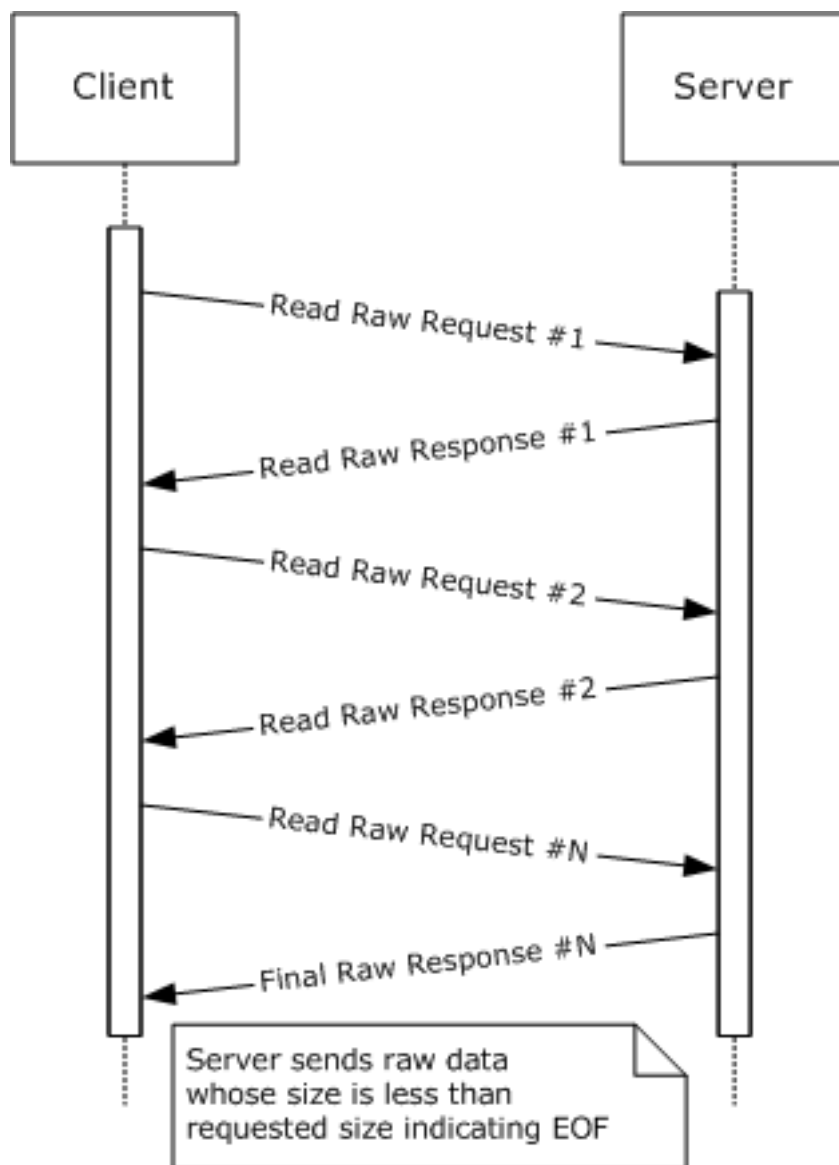 Client
Server
Read Raw Request #1
Read Raw Response #1
Read Raw Request #2
Read Raw Response #2
Read Raw Request #N
Final Raw Response #N
Server sends raw data
whose size is less than
requested size indicating EOF